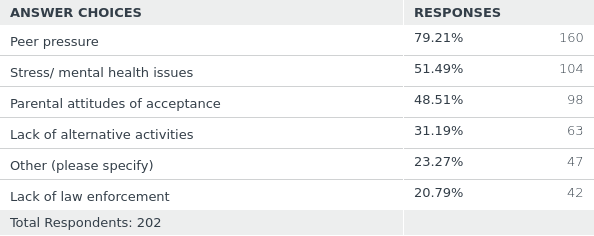 ANSWER CHOICES RESPONSES
Peer pressure 79.21% 160
Stress/ mental health issues 51.49% 104
Parental attitudes of acceptance 48.51% 98
Lack of alternative activities 31.19% 63
Other (please specify) 23.27% 47
Lack of law enforcement 20.79% 42
Total Respondents: 202